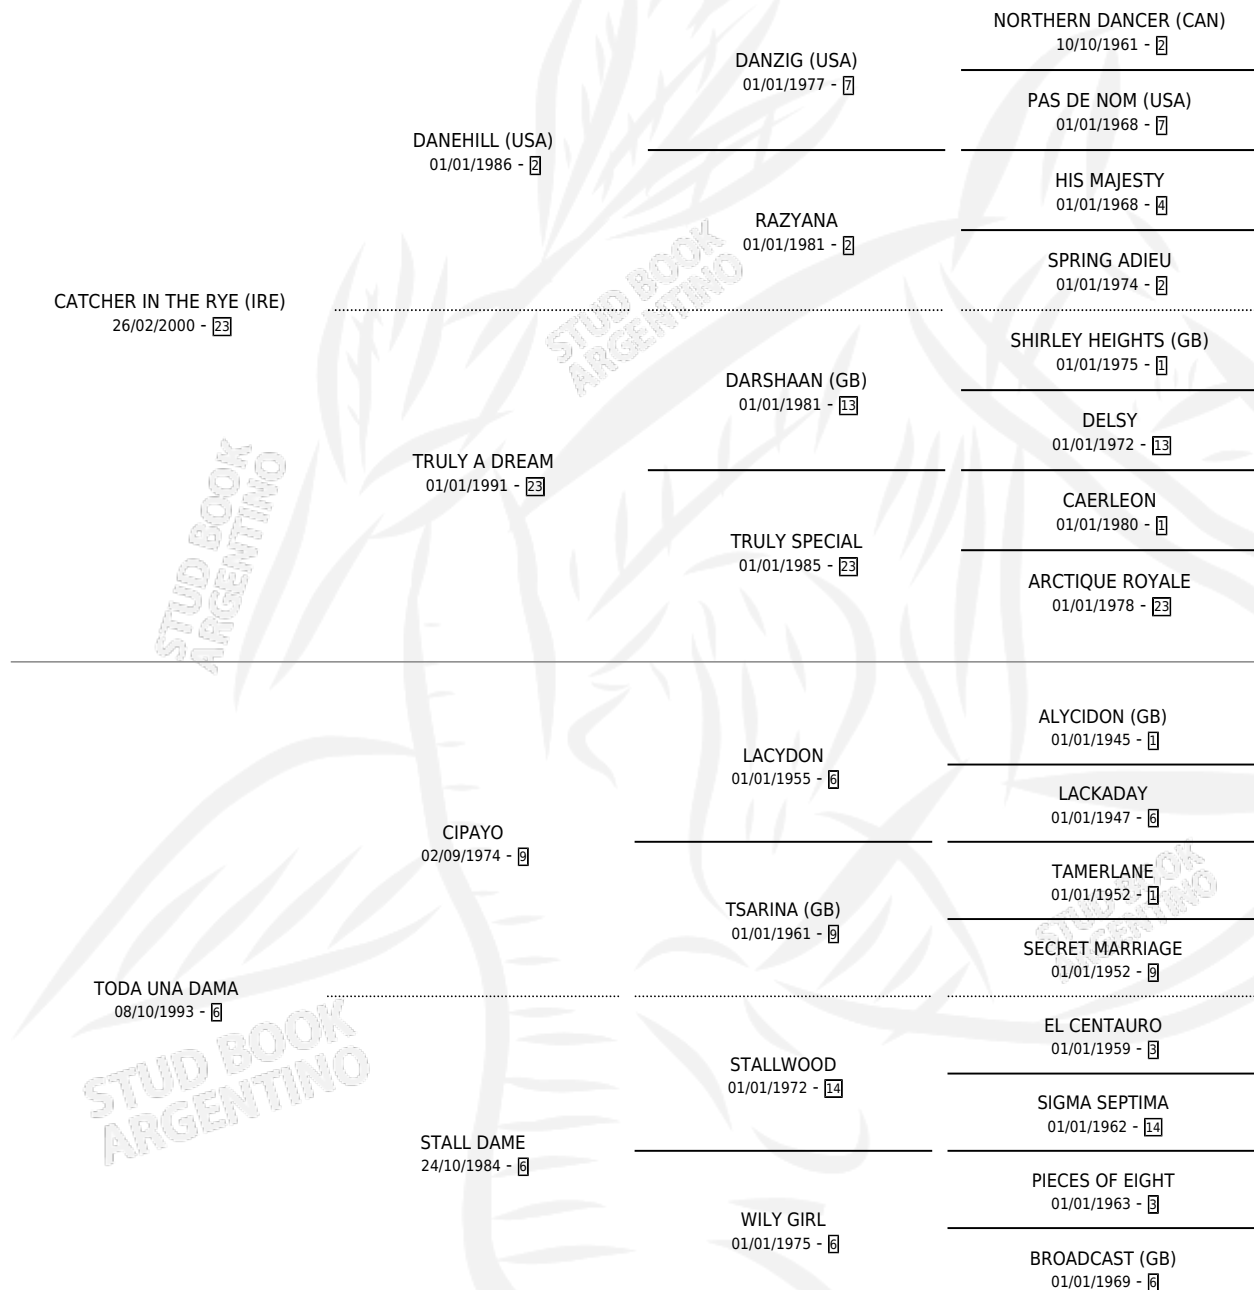 NORTHERN DANCER (CAN)
10/10/1961 - 2
DANZIG (USA)
01/01/1977 - 7
PAS DE NOM (USA)
01/01/1968 - 7
DANEHILL (USA)
01/01/1986 - 2
HIS MAJESTY
01/01/1968 - 4
RAZYANA
01/01/1981 - 2
SPRING ADIEU
01/01/1974 - 2
CATCHER IN THE RYE (IRE)
26/02/2000 - 23
SHIRLEY HEIGHTS (GB)
01/01/1975 - 1
DARSHAAN (GB)
01/01/1981 - 13
DELSY
01/01/1972 - 13
TRULY A DREAM
01/01/1991 - 23
CAERLEON
01/01/1980 - 1
TRULY SPECIAL
01/01/1985 - 23
ARCTIQUE ROYALE
01/01/1978 - 23
STUD BOOK
ARGENTINO
STUD BOOK
ARGENTINO
ALYCIDON (GB)
01/01/1945 - 1
LACYDON
01/01/1955 - 6
LACKADAY
01/01/1947 - 6
CIPAYO
02/09/1974 - 9
TAMERLANE
01/01/1952 - 1
TSARINA (GB)
01/01/1961 - 9
SECRET MARRIAGE
01/01/1952 - 9
TODA UNA DAMA
08/10/1993 - 6
EL CENTAURO
01/01/1959 - 3
STALLWOOD
01/01/1972 - 14
SIGMA SEPTIMA
01/01/1962 - 14
STALL DAME
24/10/1984 - 6
PIECES OF EIGHT
01/01/1963 - 3
WILY GIRL
01/01/1975 - 6
BROADCAST (GB)
01/01/1969 - 6
STUD BOOK
ARGENTINO
STUD BOOK
ARGENTINO